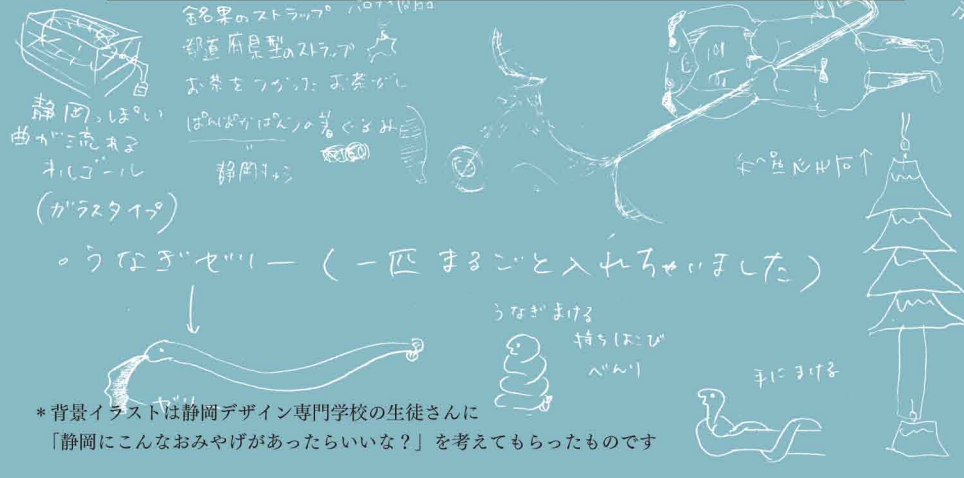 銘菓のストラップ
都道府県型のストラップ
お茶をつかった お茶がし
静岡っぽい
曲が流れる
オルゴール
(ガラスタイプ)
ぱんぱかぱんの着ぐるみ
静岡
・うなぎゼリー(一匹まるごと入れちゃいました)
ゼリー
うなぎまける
持ちはこび
べんり
手にまける
*背景イラストは静岡デザイン専門学校の生徒さんに
「静岡にこんなおみやげがあったらいいな?」を考えてもらったものです